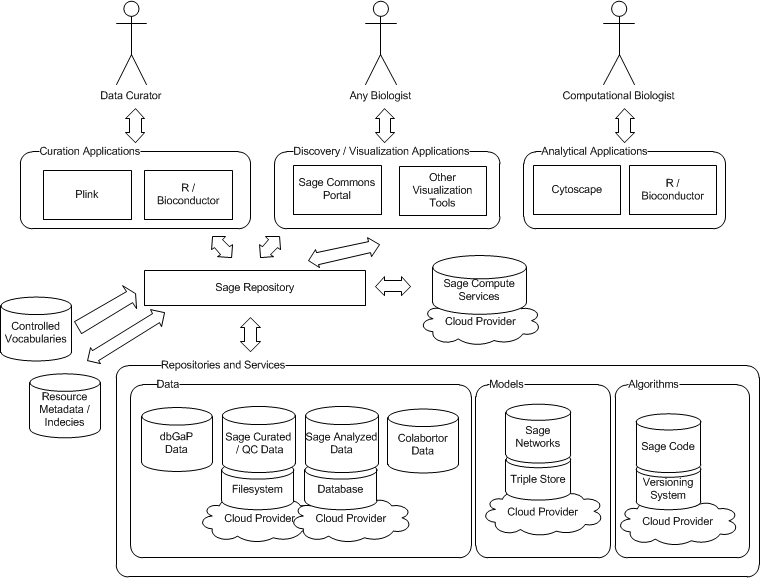 Data Curator
Any Biologist
Computational Biologist
Curation Applications
Plink
R /
Bioconductor
Discovery / Visualization Applications
Sage Commons
Portal
Other
Visualization
Tools
Analytical Applications
Cytoscape
R /
Bioconductor
Sage Repository
Sage Compute
Services
Cloud Provider
Controlled
Vocabularies
Resource
Metadata /
Indecies
Repositories and Services
Data
dbGaP
Data
Sage Curated
/ QC Data
Filesystem
Cloud Provider
Sage Analyzed
Data
Database
Cloud Provider
Colabortor
Data
Models
Sage
Networks
Triple Store
Cloud Provider
Algorithms
Sage Code
Versioning
System
Cloud Provider